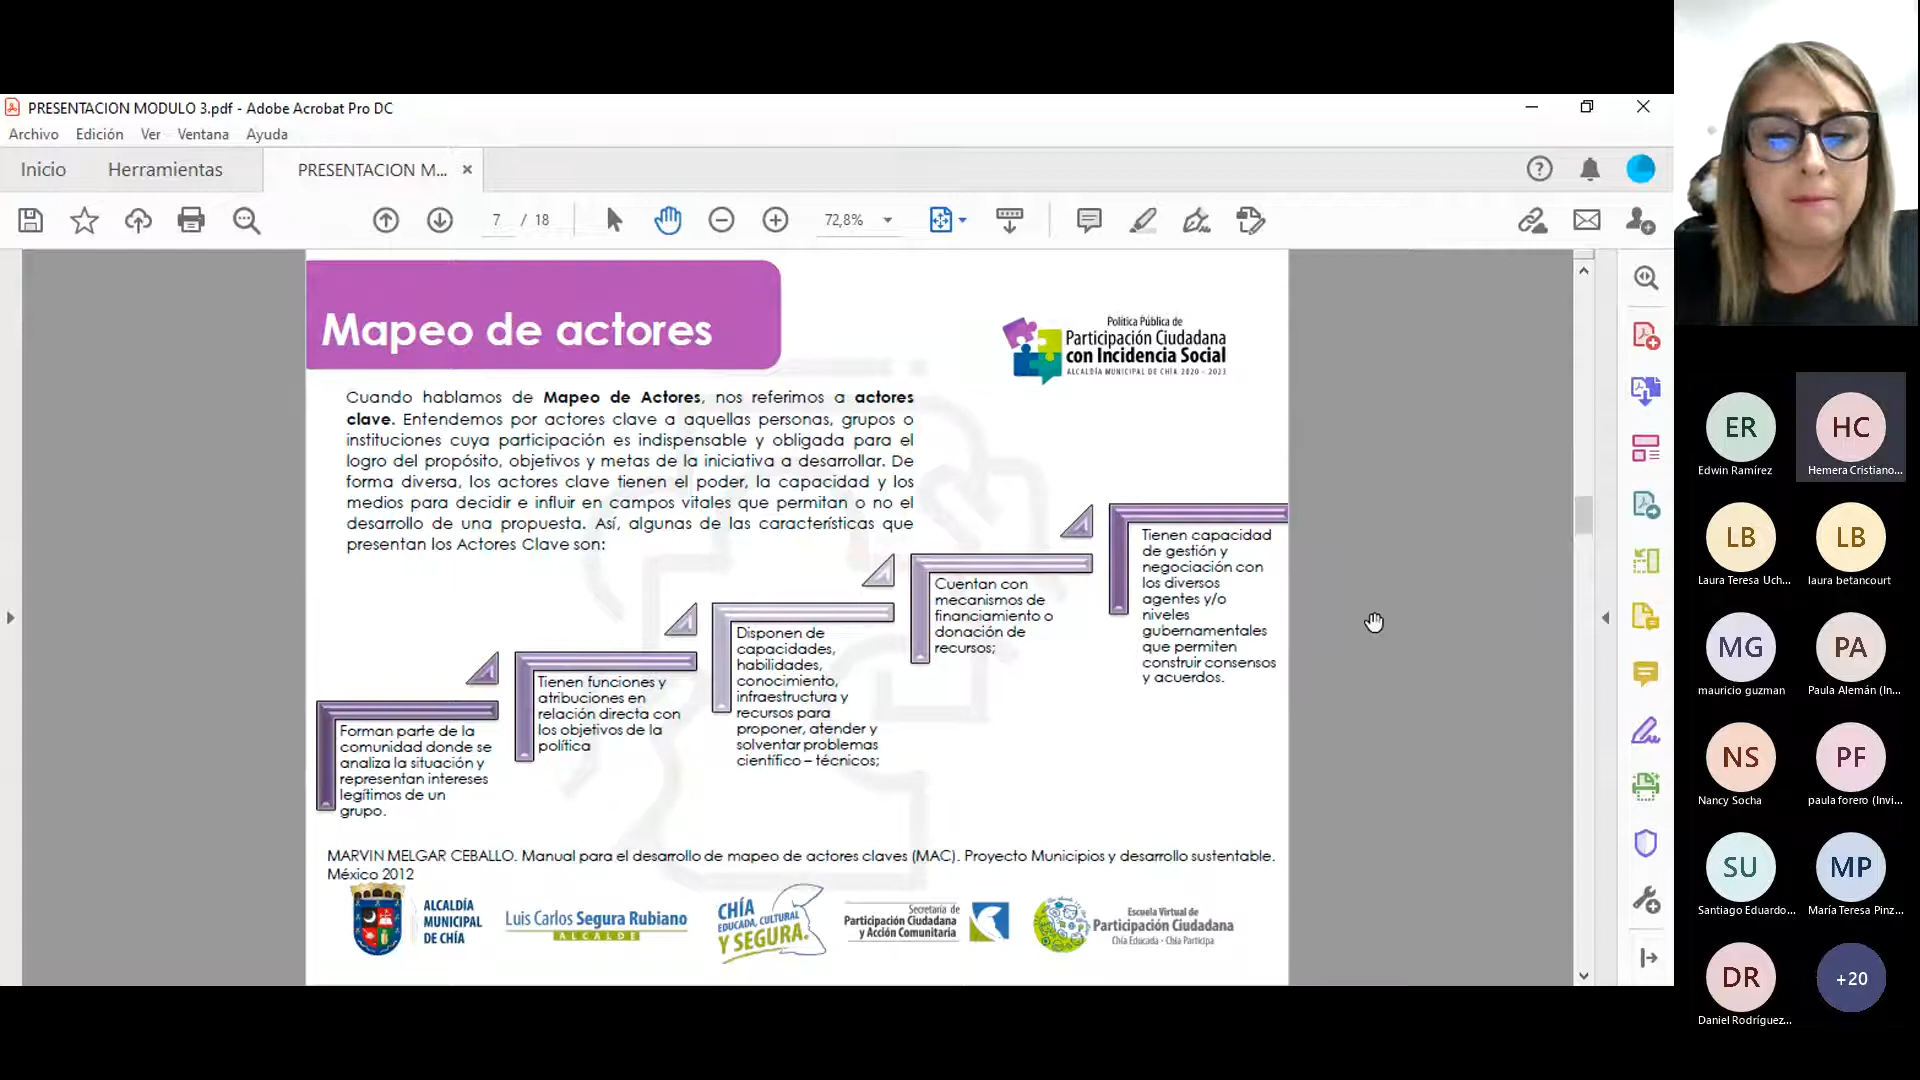 PRESENTACION MODULO 3.pdf - Adobe Acrobat Pro DC
Archivo Edición Ver Ventana Ayuda
Inicio Herramientas PRESENTACION M... ×
7 / 18 72,8%
Mapeo de actores
Política Pública de
Participación Ciudadana
con Incidencia Social
ALCALDÍA MUNICIPAL DE CHÍA 2020 - 2023
Cuando hablamos de Mapeo de Actores, nos referimos a actores
clave. Entendemos por actores clave a aquellas personas, grupos o
instituciones cuya participación es indispensable y obligada para el
logro del propósito, objetivos y metas de la iniciativa a desarrollar. De
forma diversa, los actores clave tienen el poder, la capacidad y los
medios para decidir e influir en campos vitales que permitan o no el
desarrollo de una propuesta. Así, algunas de las características que
presentan los Actores Clave son:
Forman parte de la
comunidad donde se
analiza la situación y
representan intereses
legítimos de un
grupo.
Tienen funciones y
atribuciones en
relación directa con
los objetivos de la
política
Disponen de
capacidades,
habilidades,
conocimiento,
infraestructura y
recursos para
proponer, atender y
solventar problemas
científico – técnicos;
Cuentan con
mecanismos de
financiamiento o
donación de
recursos;
Tienen capacidad
de gestión y
negociación con
los diversos
agentes y/o
niveles
gubernamentales
que permiten
construir consensos
y acuerdos.
MARVIN MELGAR CEBALLO. Manual para el desarrollo de mapeo de actores claves (MAC). Proyecto Municipios y desarrollo sustentable.
México 2012
ALCALDÍA
MUNICIPAL
DE CHÍA
Luis Carlos Segura Rubiano
ALCALDE
CHÍA
EDUCADA, CULTURAL
Y SEGURA.
Secretaría de
Participación Ciudadana
y Acción Comunitaria
Escuela Virtual de
Participación Ciudadana
Chía Educada - Chía Participa
ER
Edwin Ramírez
HC
Hemera Cristiano...
LB
Laura Teresa Uch...
LB
laura betancourt
MG
mauricio guzman
PA
Paula Alemán (In...
NS
Nancy Socha
PF
paula forero (Invi...
SU
Santiago Eduardo...
MP
María Teresa Pinz...
DR
Daniel Rodríguez...
+20